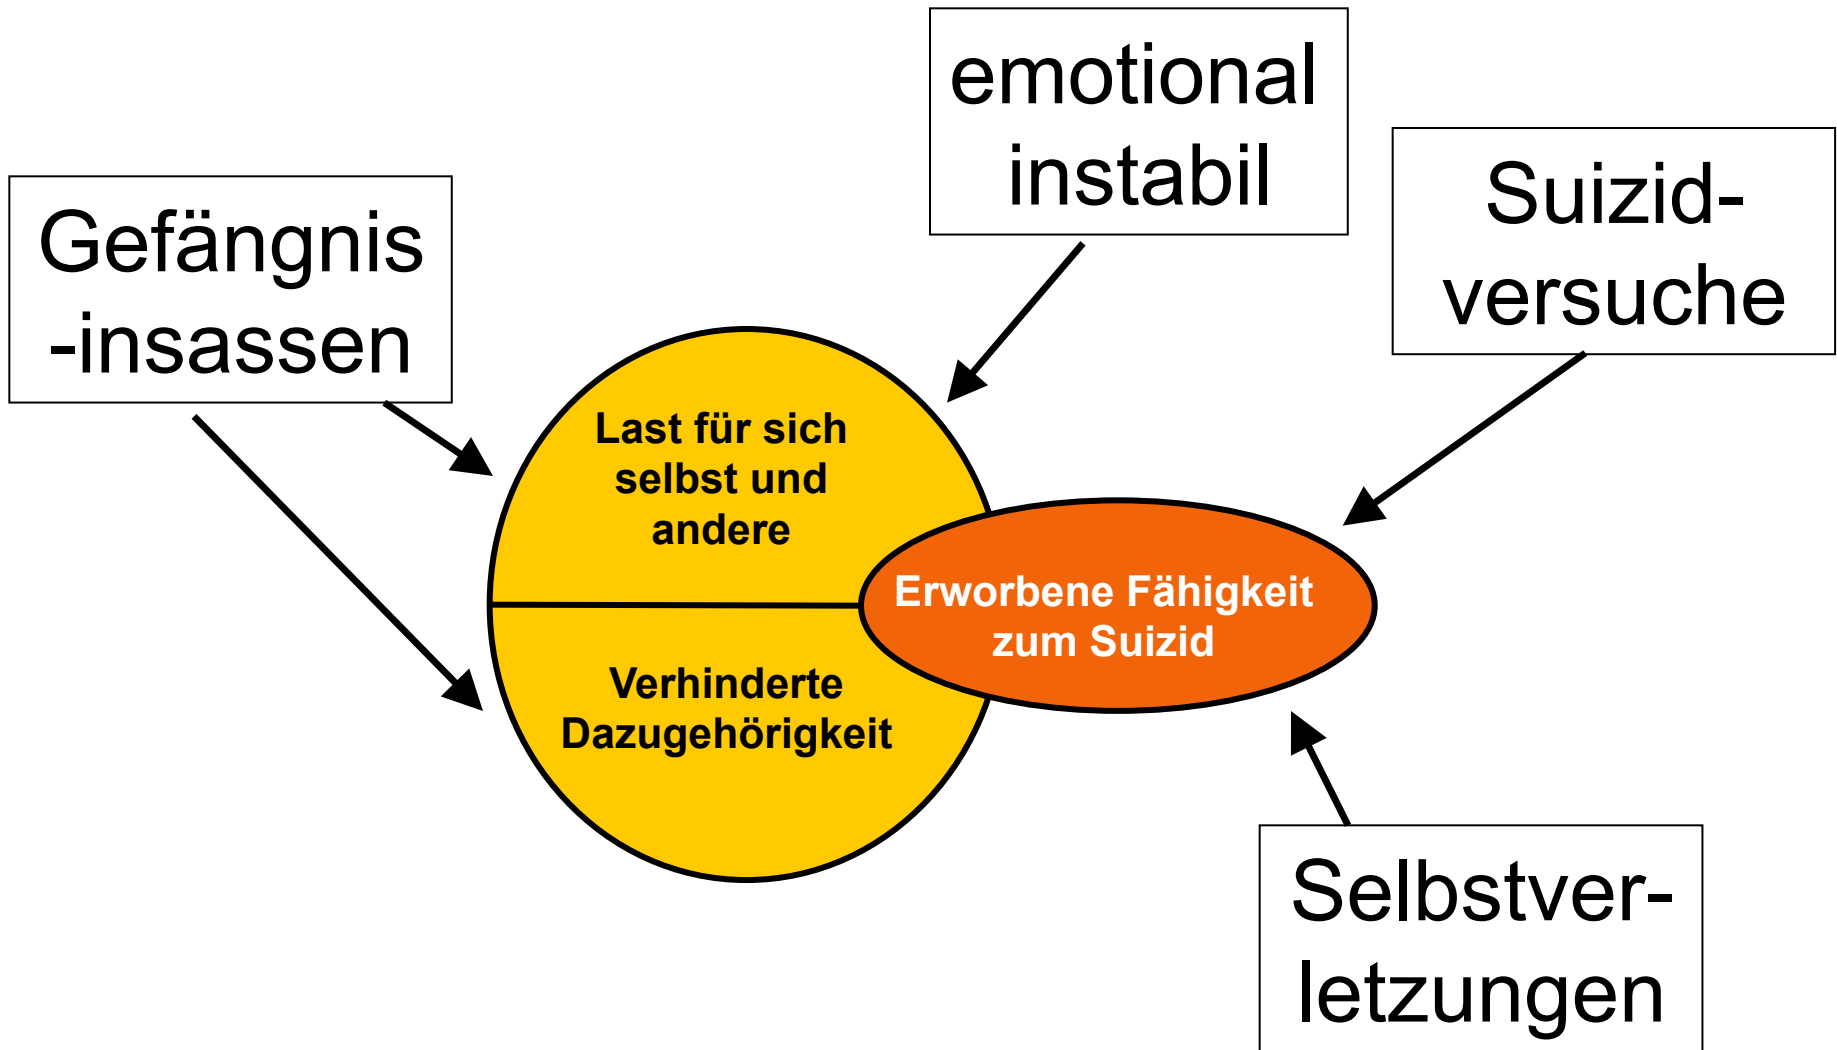 emotional
instabil
Suizid-
versuche
Gefängnis
-insassen
Last für sich
selbst und
andere
Erworbene Fähigkeit
zum Suizid
Verhinderte
Dazugehörigkeit
Selbstver-
letzungen